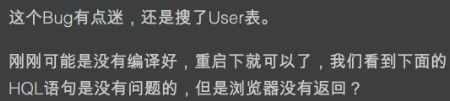 这个Bug有点迷，还是搜了User表。
刚刚可能是没有编译好，重启下就可以了，我们看到下面的
HQL语句是没有问题的，但是浏览器没有返回？